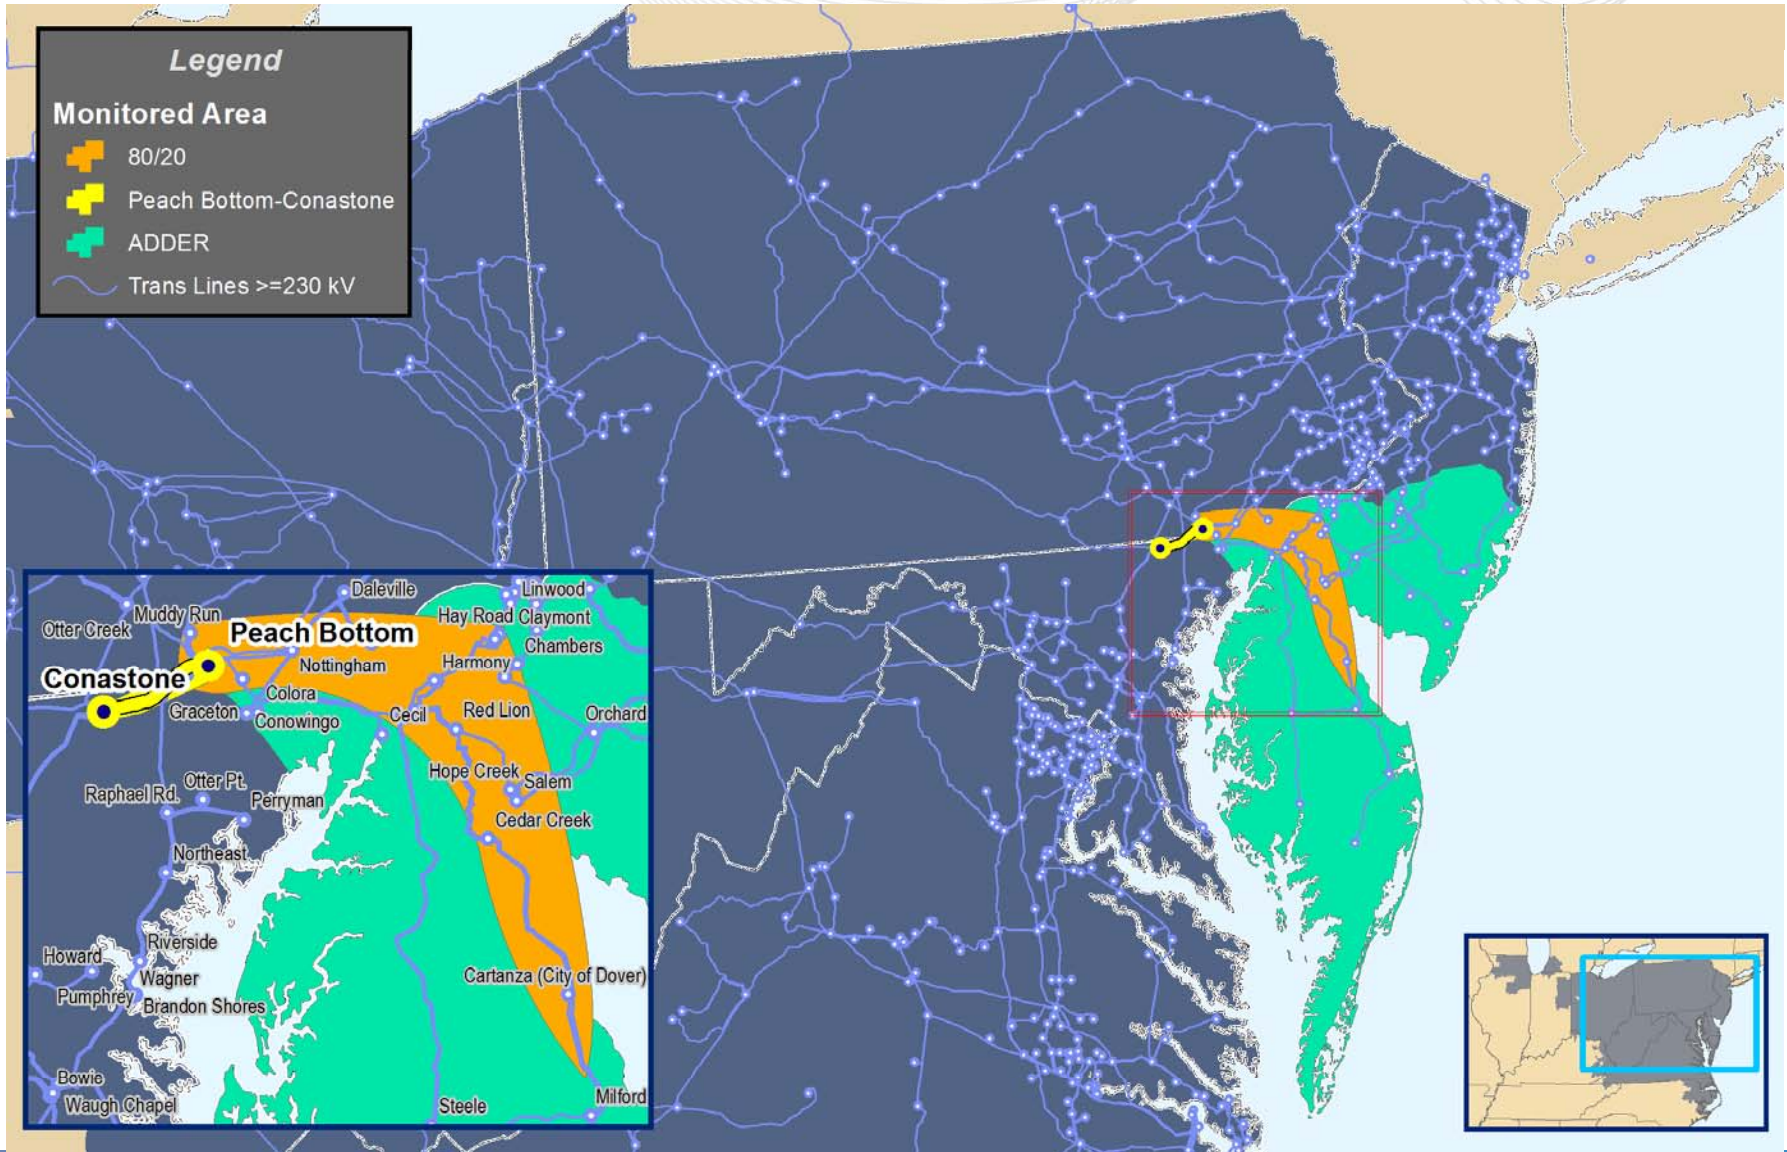 Legend
Monitored Area
80/20
Peach Bottom-Conastone
ADDER
Trans Lines >=230 kV
Daleville
Linwood
Muddy Run
Hay Road
Claymont
Otter Creek
Peach Bottom
Chambers
Nottingham
Harmony
Conastone
Colora
Graceton
Conowingo
Cecil
Red Lion
Orchard
Hope Creek
Salem
Otter Pt.
Raphael Rd.
Perryman
Cedar Creek
Northeast
Riverside
Howard
Wagner
Cartanza (City of Dover)
Pumphrey
Brandon Shores
Bowie
Waugh Chapel
Steele
Milford